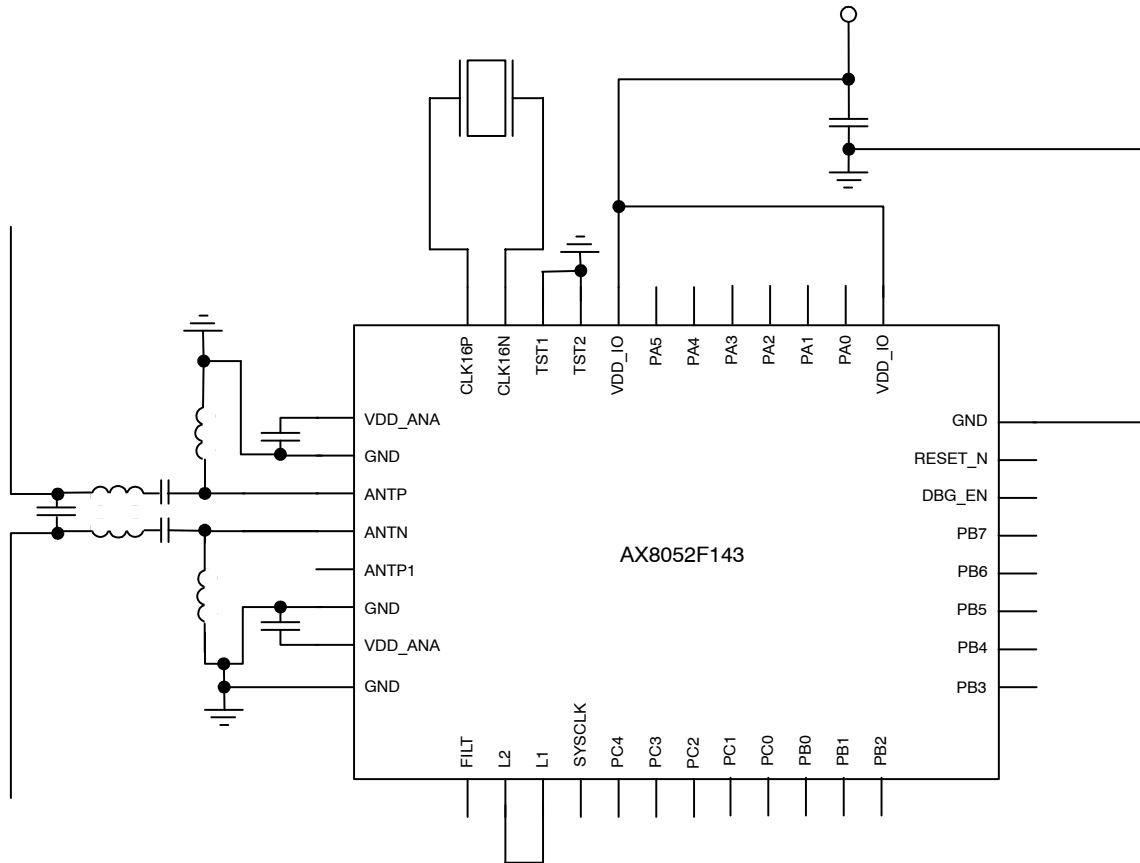 CLK16P
CLK16N
TST1
TST2
VDD_IO
PA5
PA4
PA3
PA2
PA1
PA0
VDD_IO
VDD_ANA
GND
ANTP
ANTN
ANTP1
GND
VDD_ANA
GND
AX8052F143
GND
RESET_N
DBG_EN
PB7
PB6
PB5
PB4
PB3
FILT
L2
L1
SYSCLK
PC4
PC3
PC2
PC1
PC0
PB0
PB1
PB2